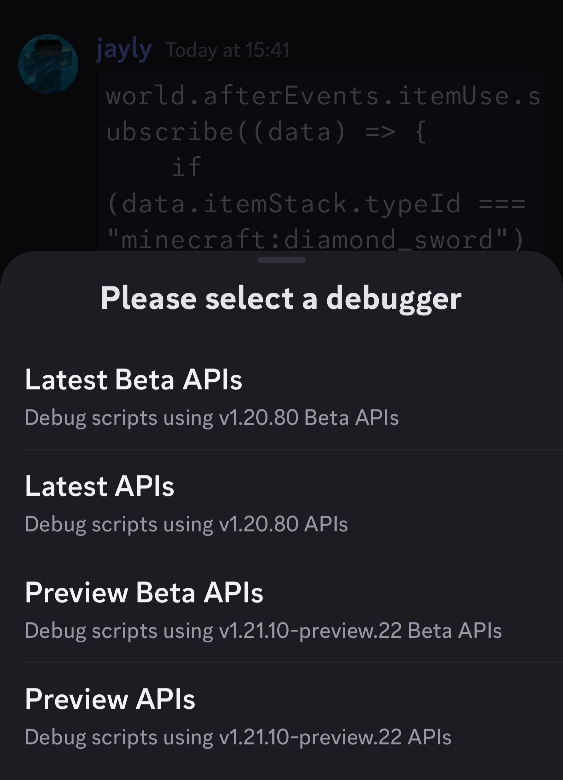 jayly Today at 15:41
world.afterEvents.itemUse.s
ubscribe((data) => {
if
(data.itemStack.typeId ===
"minecraft:diamond_sword")
Please select a debugger
Latest Beta APIs
Debug scripts using v1.20.80 Beta APIs
Latest APIs
Debug scripts using v1.20.80 APIs
Preview Beta APIs
Debug scripts using v1.21.10-preview.22 Beta APIs
Preview APIs
Debug scripts using v1.21.10-preview.22 APIs